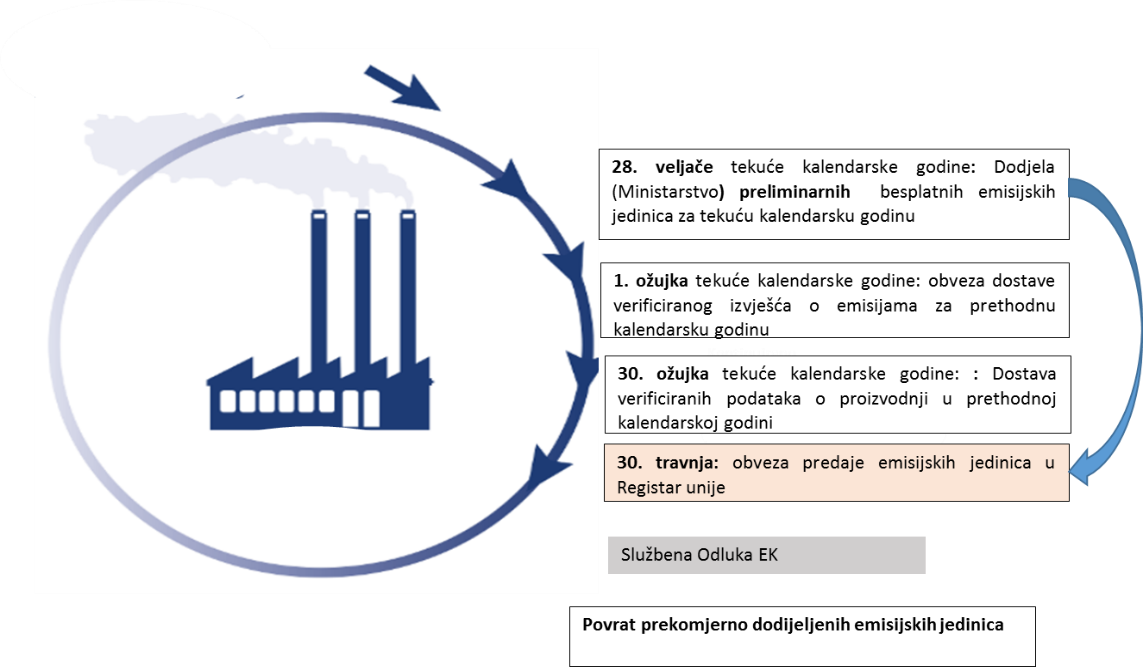 28. veljače tekuće kalendarske godine: Dodjela
(Ministarstvo) preliminarnih besplatnih emisijskih
jedinica za tekuću kalendarsku godinu
1. ožujka tekuće kalendarske godine: obveza dostave
verificiranog izvješća o emisijama za prethodnu
kalendarsku godinu
30. ožujka tekuće kalendarske godine: : Dostava
verificiranih podataka o proizvodnji u prethodnoj
kalendarskoj godini
30. travnja: obveza predaje emisijskih jedinica u
Registar unije
Službena Odluka EK
Povrat prekomjerno dodijeljenih emisijskih jedinica